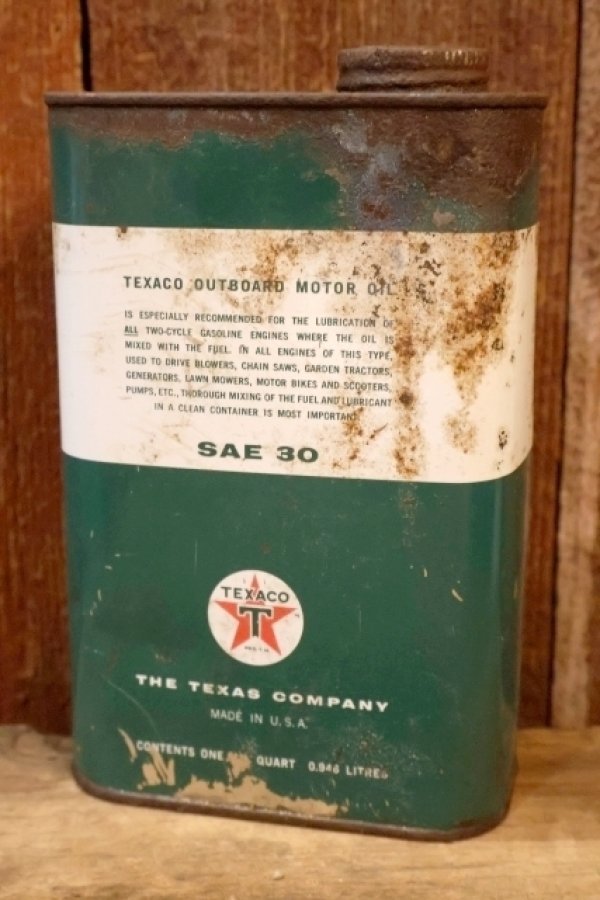 TEXACO OUTBOARD MOTOR OIL
IS ESPECIALLY RECOMMENDED FOR THE LUBRICATION OF
ALL TWO-CYCLE GASOLINE ENGINES WHERE THE OIL IS
MIXED WITH THE FUEL. IN ALL ENGINES OF THIS TYPE,
USED TO DRIVE BLOWERS, CHAIN SAWS, GARDEN TRACTORS,
GENERATORS, LAWN MOWERS, MOTOR BIKES AND SCOOTERS,
PUMPS, ETC., THOROUGH MIXING OF THE FUEL AND LUBRICANT
IN A CLEAN CONTAINER IS MOST IMPORTANT
SAE 30
TEXACO
T
REG. T.M.
THE TEXAS COMPANY
MADE IN U.S.A.
CONTENTS ONE QUART 0.946 LITRES